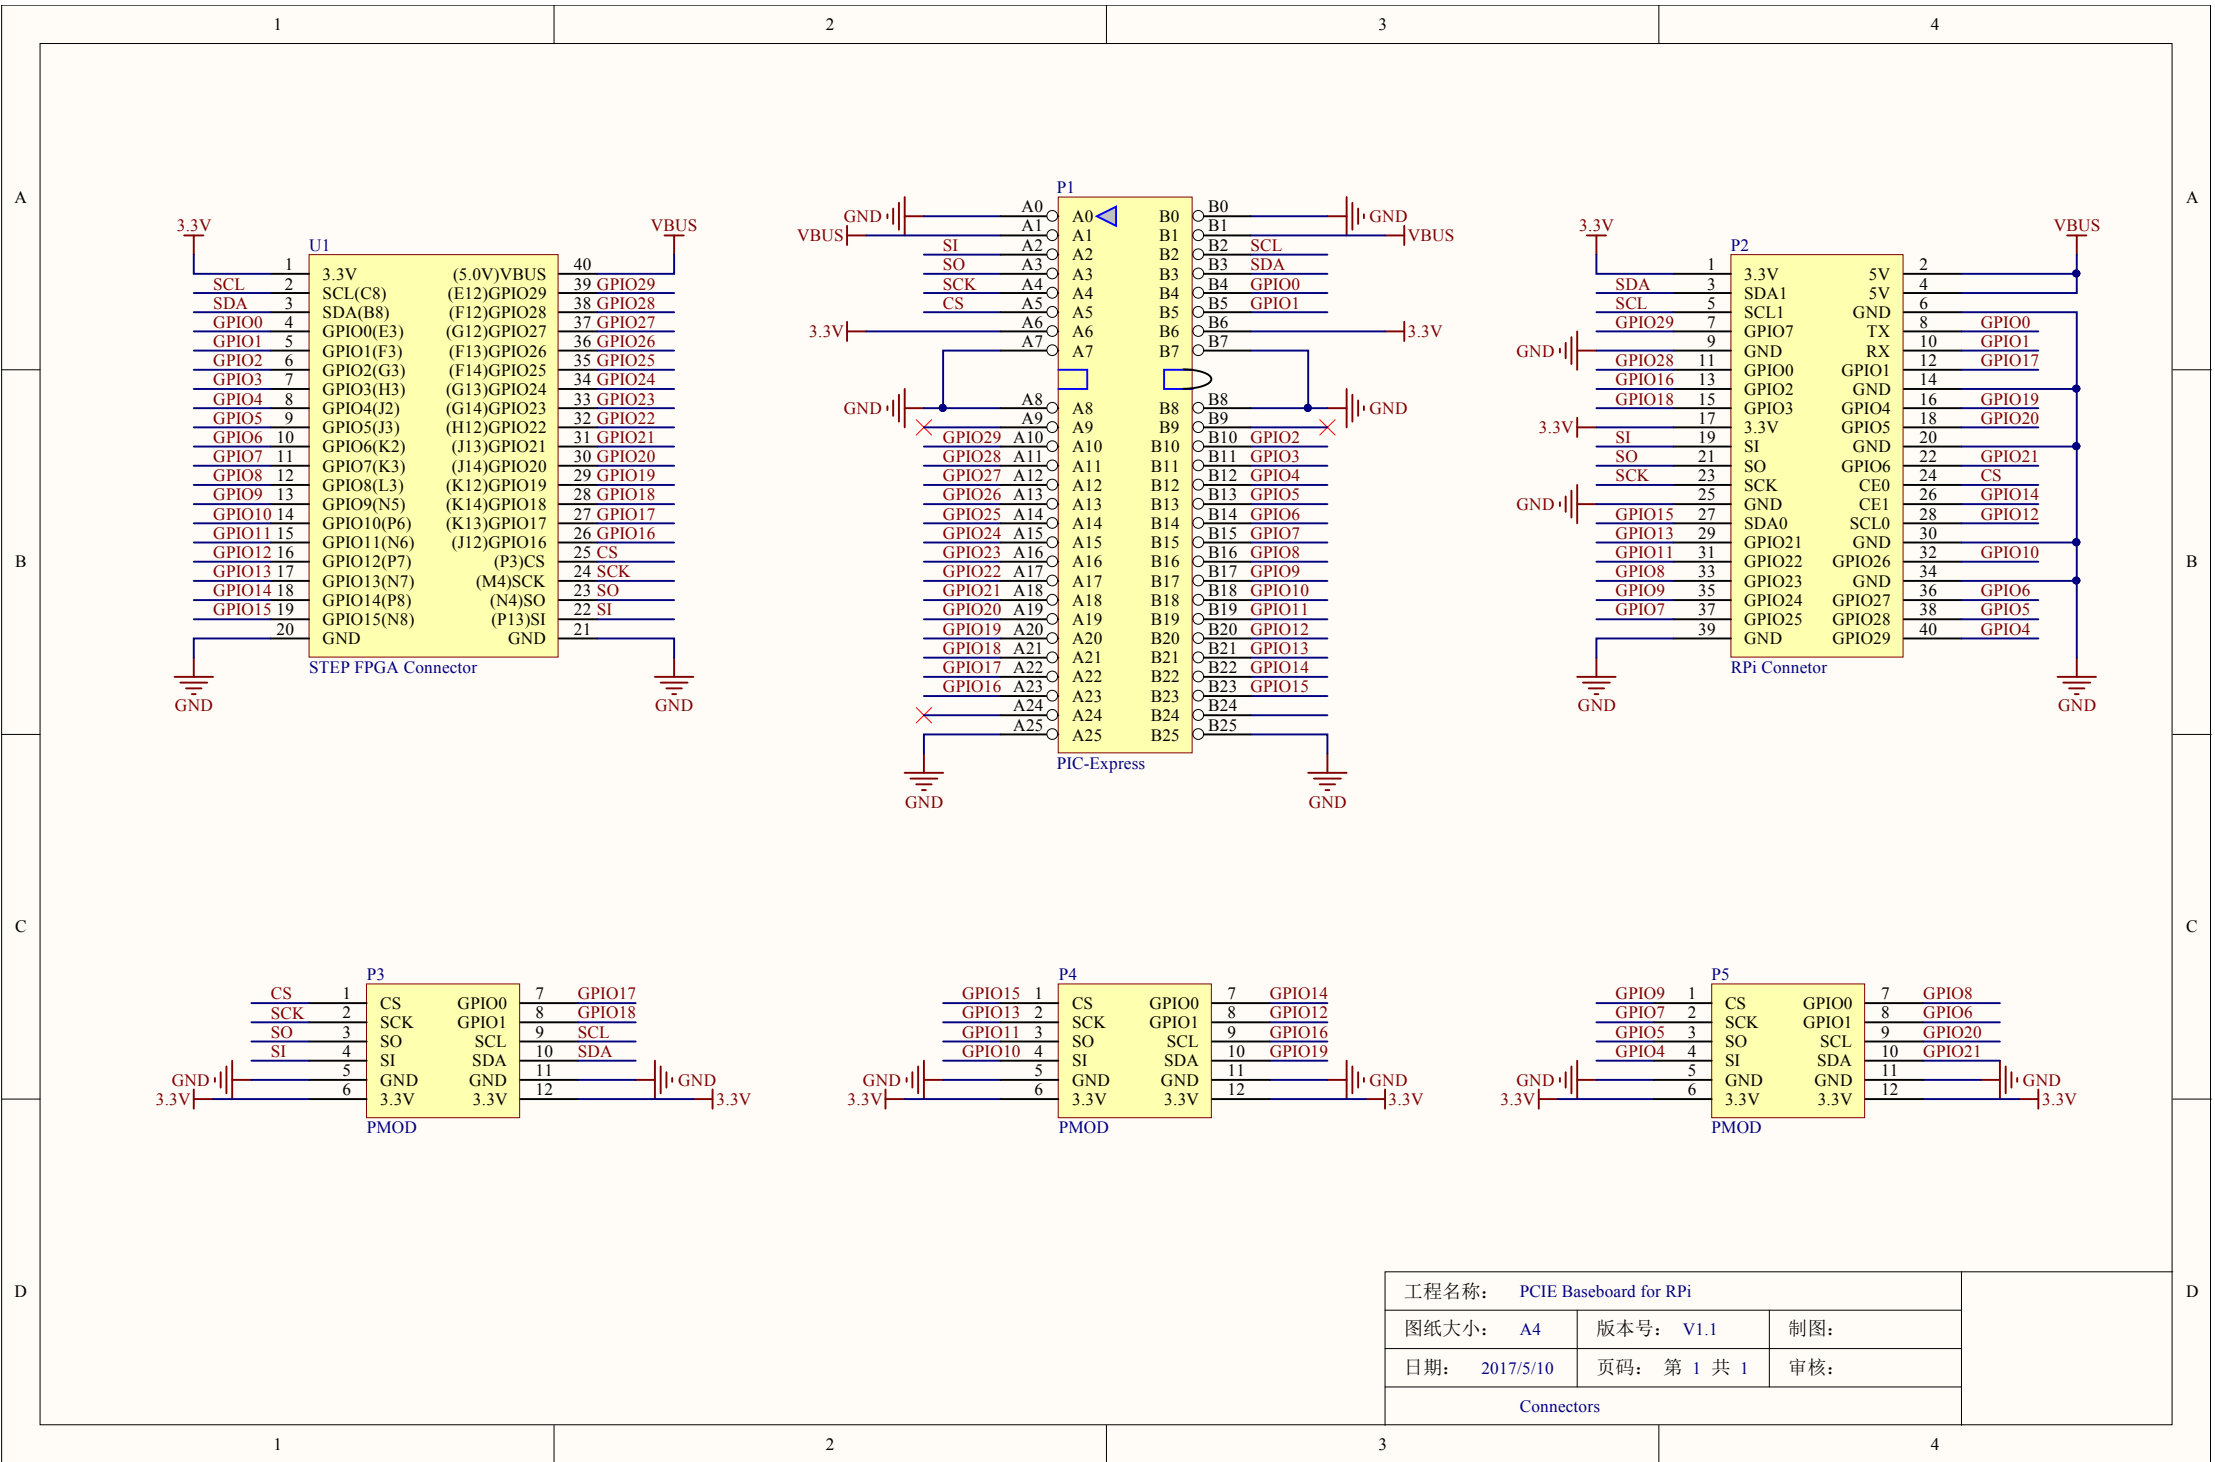 1 2 3 4
A A
B B
C C
D D
1 2 3 4
3.3V VBUS
U1
1 3.3V (5.0V)VBUS 40
SCL 2 SCL(C8) (E12)GPIO29 39 GPIO29
SDA 3 SDA(B8) (F12)GPIO28 38 GPIO28
GPIO0 4 GPIO0(E3) (G12)GPIO27 37 GPIO27
GPIO1 5 GPIO1(F3) (F13)GPIO26 36 GPIO26
GPIO2 6 GPIO2(G3) (F14)GPIO25 35 GPIO25
GPIO3 7 GPIO3(H3) (G13)GPIO24 34 GPIO24
GPIO4 8 GPIO4(J2) (G14)GPIO23 33 GPIO23
GPIO5 9 GPIO5(J3) (H12)GPIO22 32 GPIO22
GPIO6 10 GPIO6(K2) (J13)GPIO21 31 GPIO21
GPIO7 11 GPIO7(K3) (J14)GPIO20 30 GPIO20
GPIO8 12 GPIO8(L3) (K12)GPIO19 29 GPIO19
GPIO9 13 GPIO9(N5) (K14)GPIO18 28 GPIO18
GPIO10 14 GPIO10(P6) (K13)GPIO17 27 GPIO17
GPIO11 15 GPIO11(N6) (J12)GPIO16 26 GPIO16
GPIO12 16 GPIO12(P7) (P3)CS 25 CS
GPIO13 17 GPIO13(N7) (M4)SCK 24 SCK
GPIO14 18 GPIO14(P8) (N4)SO 23 SO
GPIO15 19 GPIO15(N8) (P13)SI 22 SI
20 GND GND 21
STEP FPGA Connector
GND GND
P1
GND A0 A0 B0 B0 GND
VBUS A1 A1 B1 B1 VBUS
SI A2 A2 B2 B2 SCL
SO A3 A3 B3 B3 SDA
SCK A4 A4 B4 B4 GPIO0
CS A5 A5 B5 B5 GPIO1
3.3V A6 A6 B6 B6 3.3V
A7 A7 B7 B7
GND A8 A8 B8 B8 GND
A9 A9 B9 B9
GPIO29 A10 A10 B10 B10 GPIO2
GPIO28 A11 A11 B11 B11 GPIO3
GPIO27 A12 A12 B12 B12 GPIO4
GPIO26 A13 A13 B13 B13 GPIO5
GPIO25 A14 A14 B14 B14 GPIO6
GPIO24 A15 A15 B15 B15 GPIO7
GPIO23 A16 A16 B16 B16 GPIO8
GPIO22 A17 A17 B17 B17 GPIO9
GPIO21 A18 A18 B18 B18 GPIO10
GPIO20 A19 A19 B19 B19 GPIO11
GPIO19 A20 A20 B20 B20 GPIO12
GPIO18 A21 A21 B21 B21 GPIO13
GPIO17 A22 A22 B22 B22 GPIO14
GPIO16 A23 A23 B23 B23 GPIO15
A24 A24 B24 B24
A25 A25 B25 B25
PIC-Express
GND GND
3.3V VBUS
P2
1 3.3V 5V 2
SDA 3 SDA1 5V 4
SCL 5 SCL1 GND 6
GPIO29 7 GPIO7 TX 8 GPIO0
GND 9 GND RX 10 GPIO1
GPIO28 11 GPIO0 GPIO1 12 GPIO17
GPIO16 13 GPIO2 GND 14
GPIO18 15 GPIO3 GPIO4 16 GPIO19
3.3V 17 3.3V GPIO5 18 GPIO20
SI 19 SI GND 20
SO 21 SO GPIO6 22 GPIO21
SCK 23 SCK CE0 24 CS
GND 25 GND CE1 26 GPIO14
GPIO15 27 SDA0 SCL0 28 GPIO12
GPIO13 29 GPIO21 GND 30
GPIO11 31 GPIO22 GPIO26 32 GPIO10
GPIO8 33 GPIO23 GND 34
GPIO9 35 GPIO24 GPIO27 36 GPIO6
GPIO7 37 GPIO25 GPIO28 38 GPIO5
39 GND GPIO29 40 GPIO4
RPi Connetor
GND GND
P3
CS 1 CS GPIO0 7 GPIO17
SCK 2 SCK GPIO1 8 GPIO18
SO 3 SO SCL 9 SCL
SI 4 SI SDA 10 SDA
GND 5 GND GND 11 GND
3.3V 6 3.3V 3.3V 12 3.3V
PMOD
P4
GPIO15 1 CS GPIO0 7 GPIO14
GPIO13 2 SCK GPIO1 8 GPIO12
GPIO11 3 SO SCL 9 GPIO16
GPIO10 4 SI SDA 10 GPIO19
GND 5 GND GND 11 GND
3.3V 6 3.3V 3.3V 12 3.3V
PMOD
P5
GPIO9 1 CS GPIO0 7 GPIO8
GPIO7 2 SCK GPIO1 8 GPIO6
GPIO5 3 SO SCL 9 GPIO20
GPIO4 4 SI SDA 10 GPIO21
GND 5 GND GND 11 GND
3.3V 6 3.3V 3.3V 12 3.3V
PMOD
工程名称: PCIE Baseboard for RPi
图纸大小: A4 版本号: V1.1 制图:
日期: 2017/5/10 页码: 第 1 共 1 审核:
Connectors